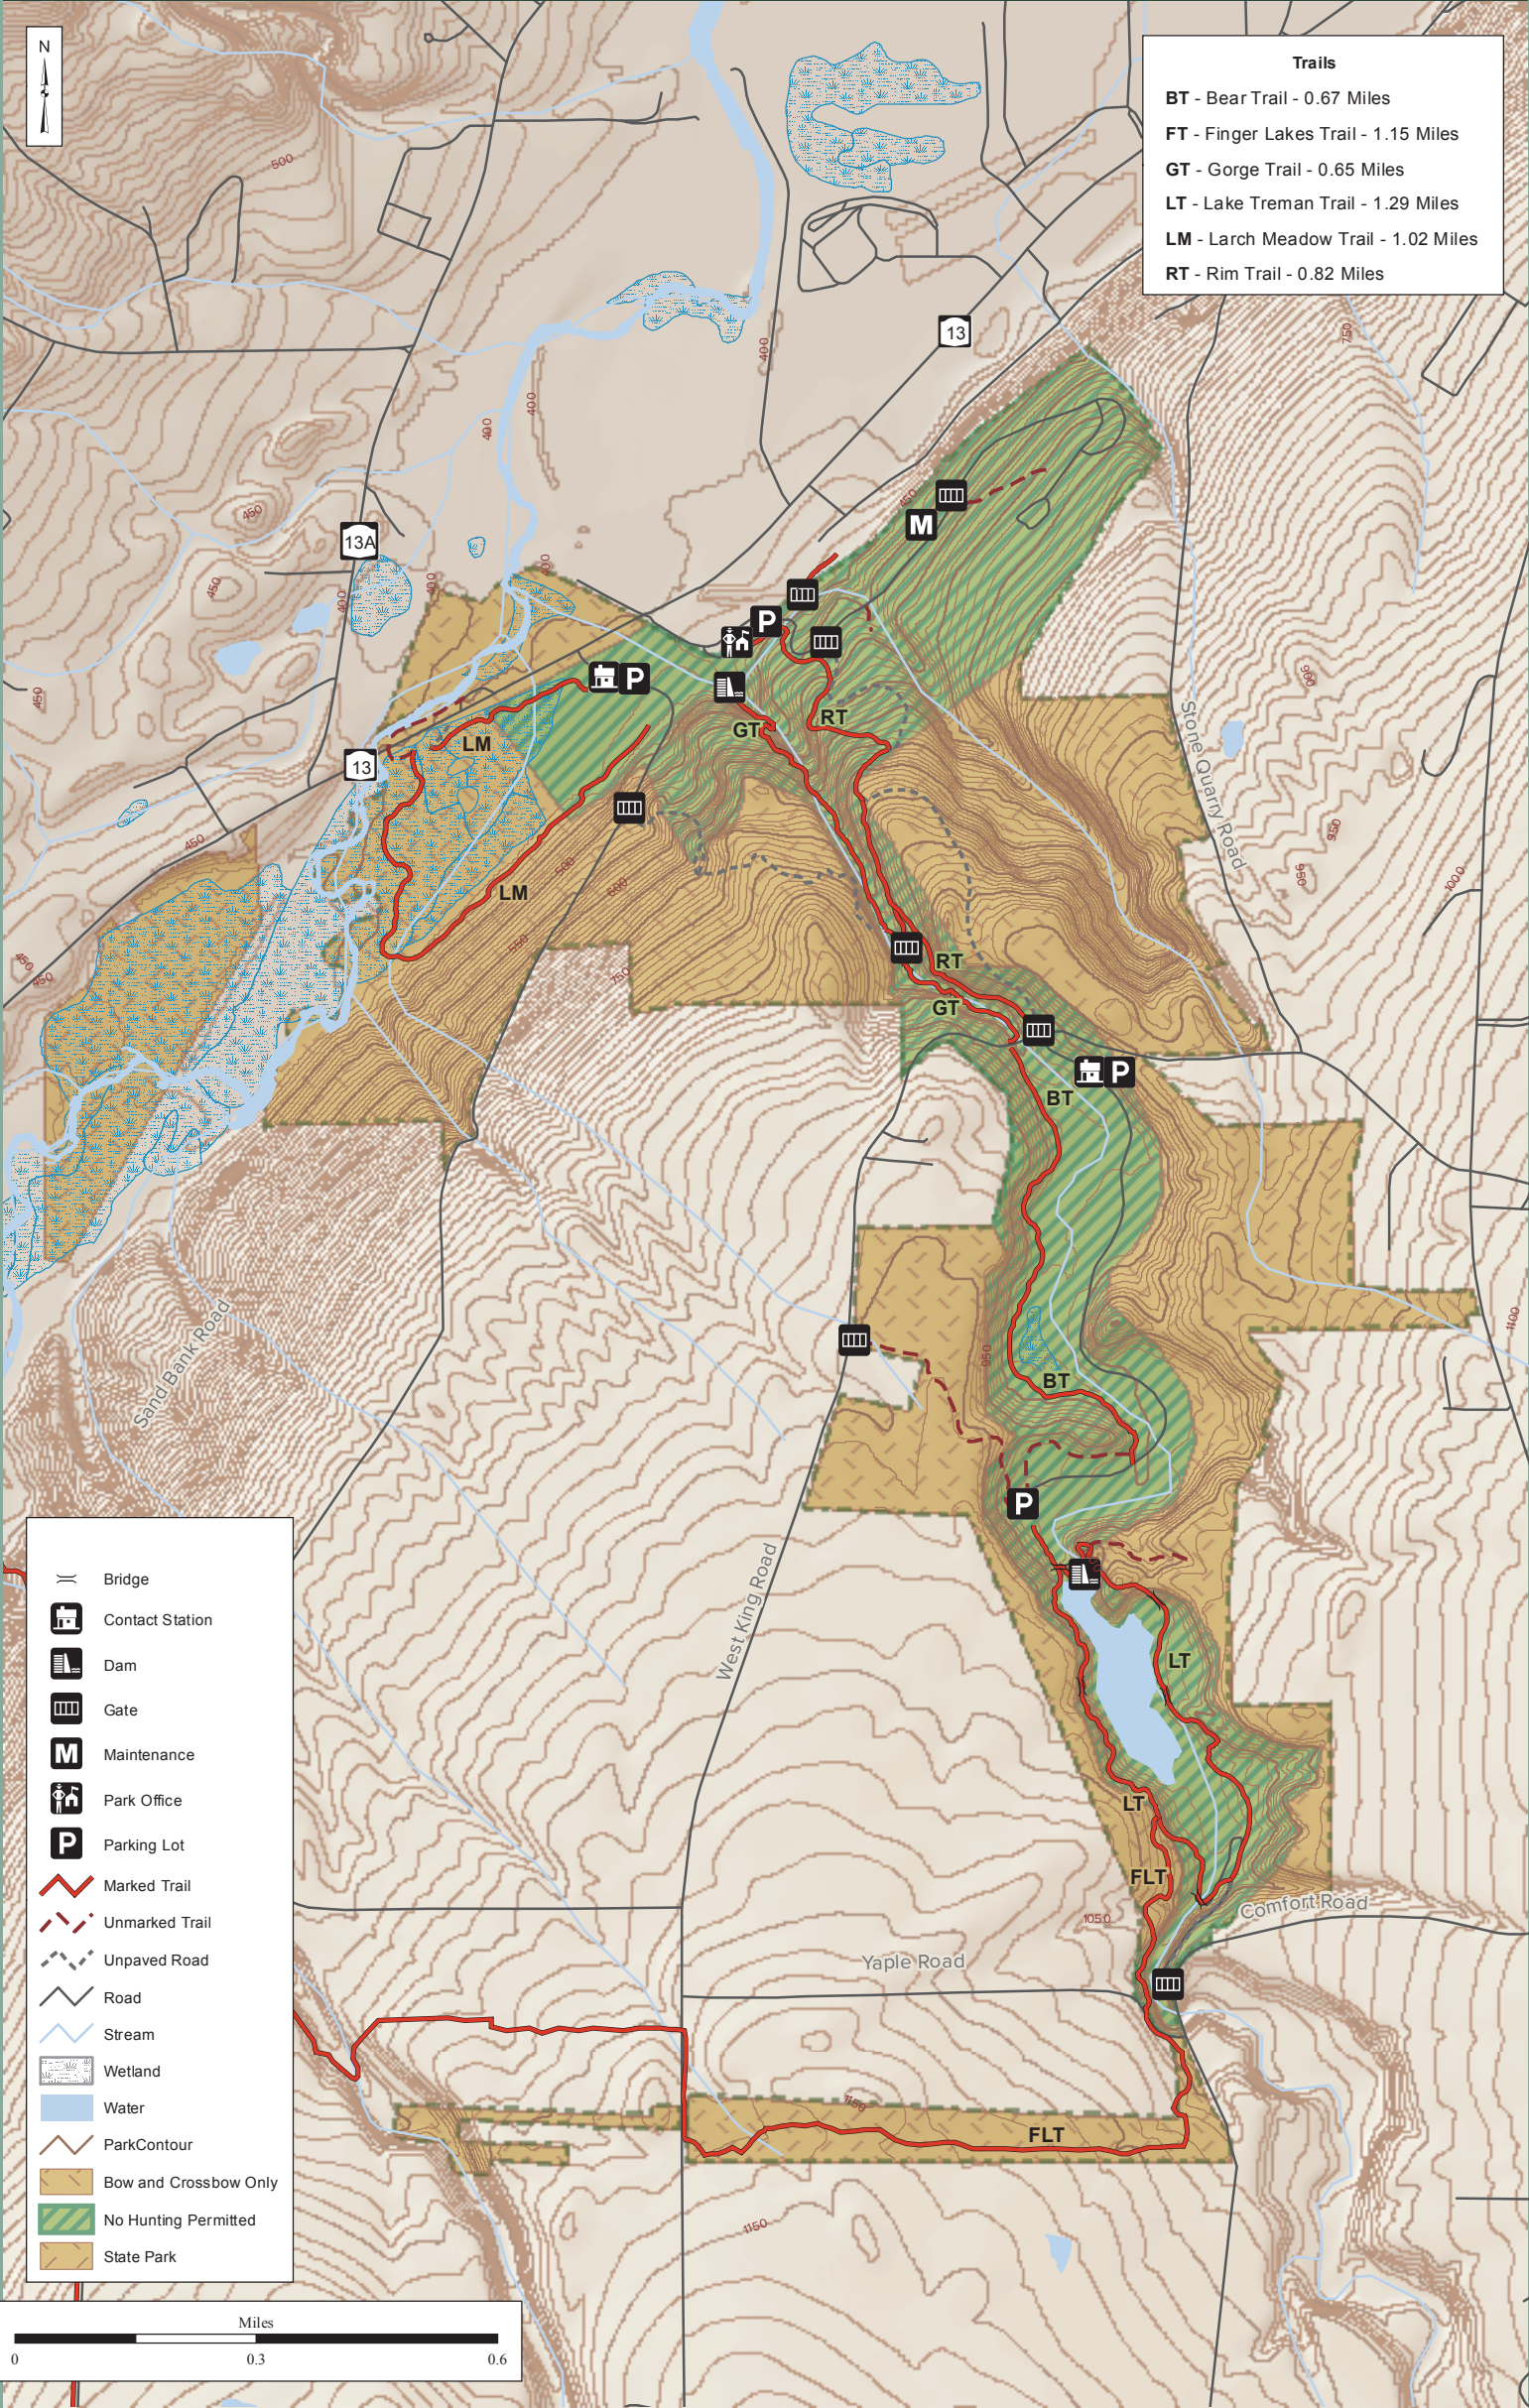 N
Trails
BT - Bear Trail - 0.67 Miles
FT - Finger Lakes Trail - 1.15 Miles
GT - Gorge Trail - 0.65 Miles
LT - Lake Treman Trail - 1.29 Miles
LM - Larch Meadow Trail - 1.02 Miles
RT - Rim Trail - 0.82 Miles
500
750
13
400
400
400
450
450
M
13A
400
400
400
450
P
450
P
900
RT
GT
LM
Stone Quarry Road
13
950
450
500
600
LM
950
1000
550
RT
450
450
750
GT
P
BT
Sand Bank Road
1100
950
BT
P
West King Road
LT
LT
FLT
1050
Comfort Road
Yaple Road
1150
FLT
1150
Bridge
Contact Station
Dam
Gate
M Maintenance
Park Office
P Parking Lot
Marked Trail
Unmarked Trail
Unpaved Road
Road
Stream
Wetland
Water
ParkContour
Bow and Crossbow Only
No Hunting Permitted
State Park
Miles
0 0.3 0.6